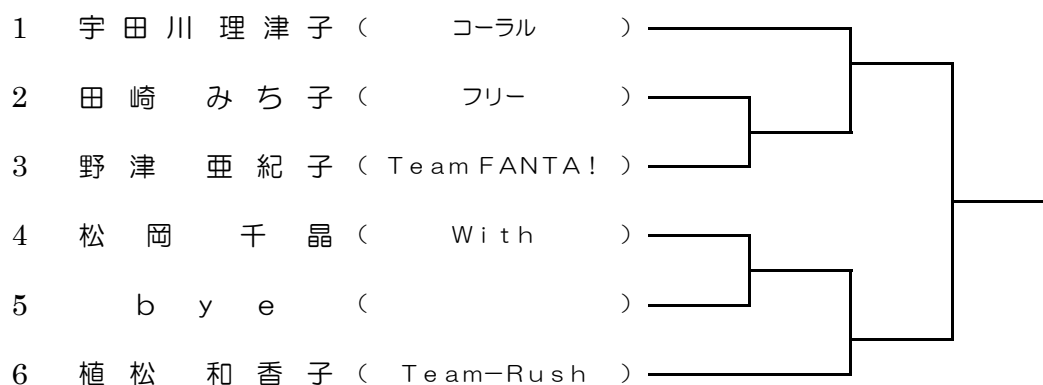 1 宇田川 理津子 ( コーラル )
2 田崎 みち子 ( フリー )
3 野津 亜紀子 ( Team FANTA! )
4 松岡 千晶 ( With )
5 bye ( )
6 植松 和香子 ( Team-Rush )